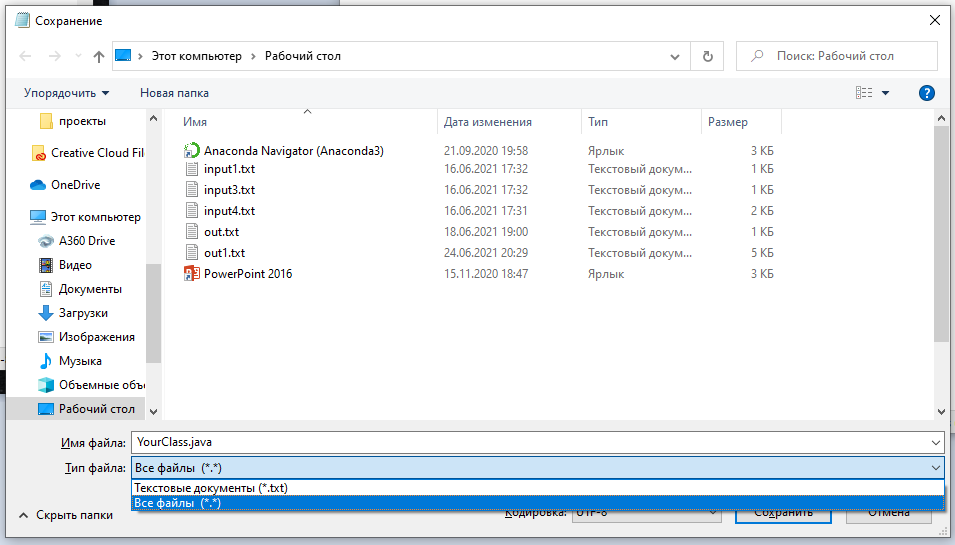 Сохранение
Этот компьютер › Рабочий стол
Поиск: Рабочий стол
Упорядочить
Новая папка
проекты
Creative Cloud Fil
OneDrive
Этот компьютер
A360 Drive
Видео
Документы
Загрузки
Изображения
Музыка
Объемные объ
Рабочий стол
Имя Дата изменения Тип Размер
Anaconda Navigator (Anaconda3) 21.09.2020 19:58 Ярлык 3 КБ
input1.txt 16.06.2021 17:32 Текстовый докум... 1 КБ
input3.txt 16.06.2021 17:32 Текстовый докум... 1 КБ
input4.txt 16.06.2021 17:31 Текстовый докум... 2 КБ
out.txt 18.06.2021 19:00 Текстовый докум... 1 КБ
out1.txt 24.06.2021 20:29 Текстовый докум... 5 КБ
PowerPoint 2016 15.11.2020 18:47 Ярлык 3 КБ
Имя файла: YourClass.java
Тип файла: Все файлы (*.*)
Текстовые документы (*.txt)
Все файлы (*.*)
Скрыть папки
Кодировка: UTF-8
Сохранить
Отмена